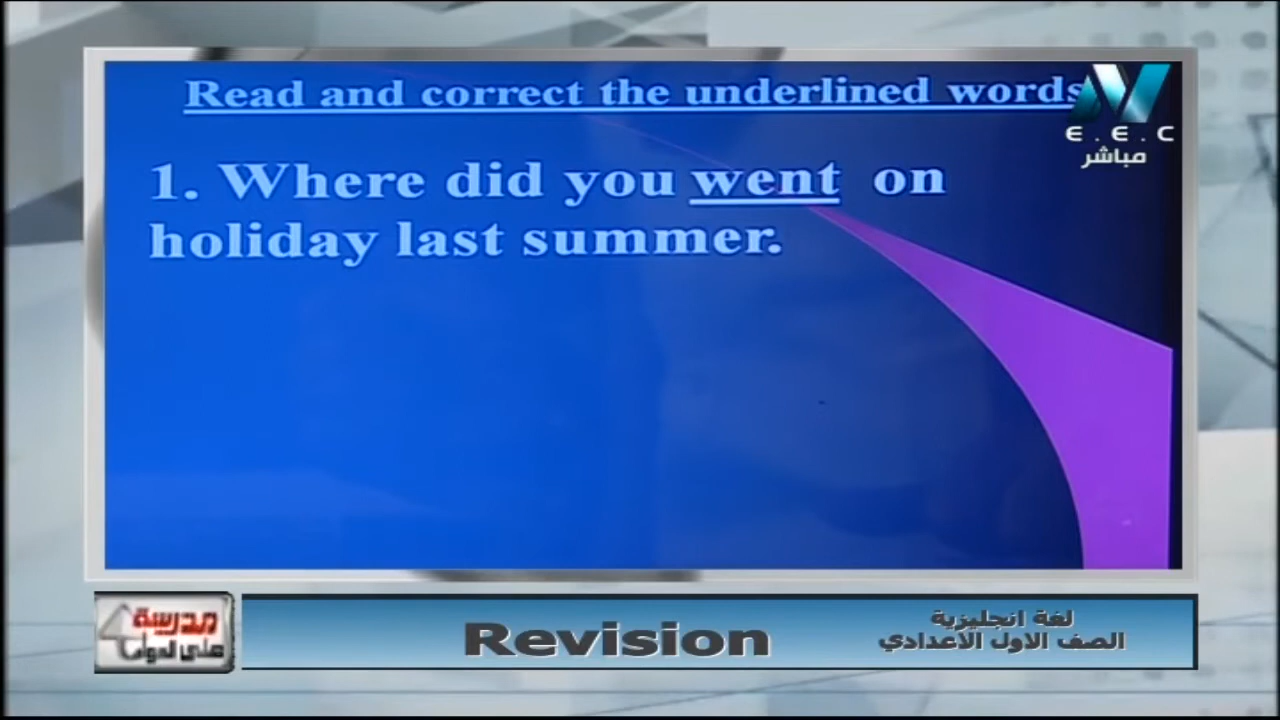 Read and correct the underlined words
E.E.C
مباشر
1. Where did you went on
holiday last summer.
مدرسة
على الهواء
Revision
لغة انجليزية
الصف الاول الاعدادي